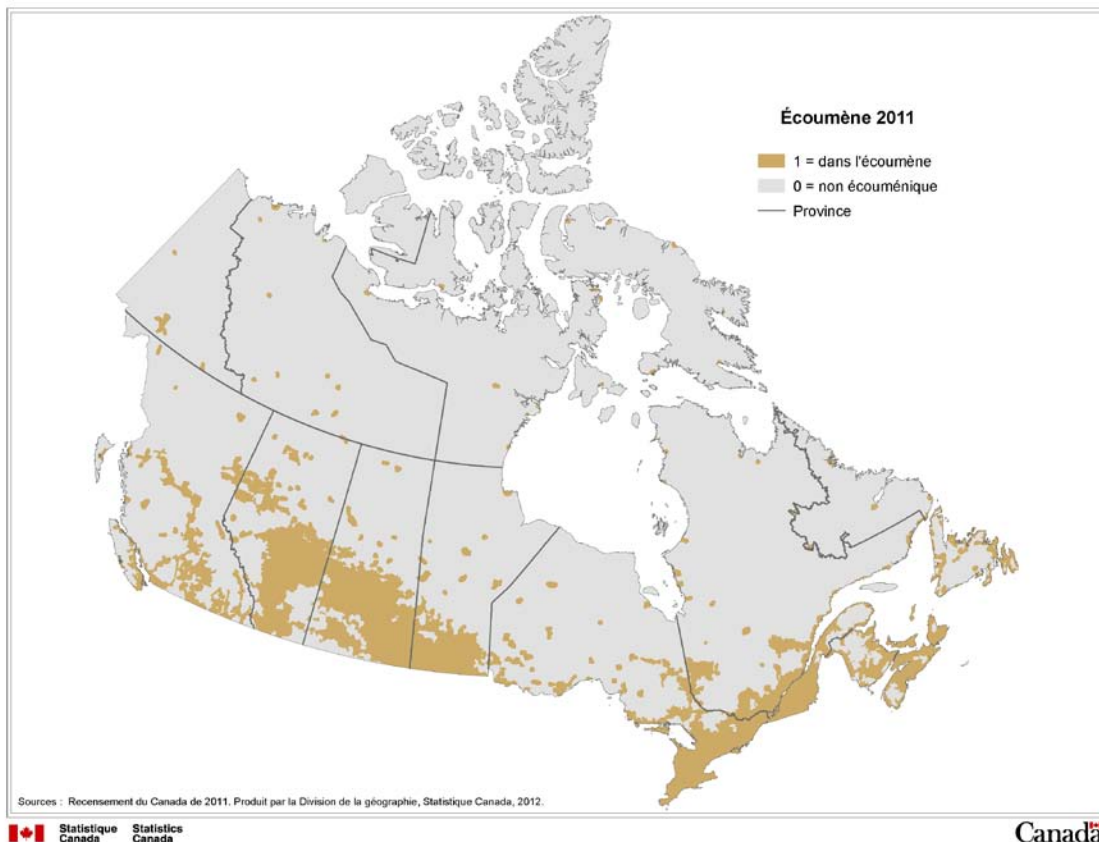 Écoumène 2011
1 = dans l'écoumène
0 = non écouménique
Province
Sources : Recensement du Canada de 2011. Produit par la Division de la géographie, Statistique Canada, 2012.
Statistique Statistics
Canada Canada
Canada